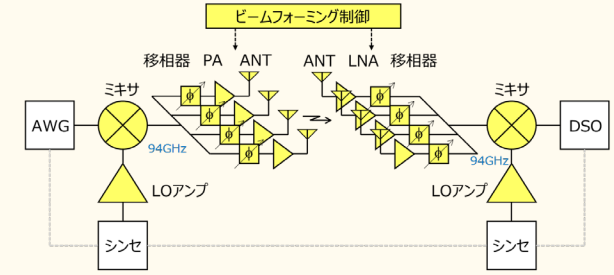 ビームフォーミング制御
移相器 PA ANT ANT LNA 移相器
ミキサ ミキサ
ϕ ϕ
ϕ ϕ
AWG ϕ ϕ DSO
94GHz ϕ ϕ 94GHz
LOアンプ LOアンプ
シンセ シンセ